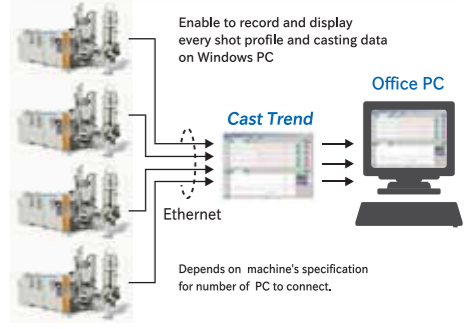 Enable to record and display
every shot profile and casting data
on Windows PC
Office PC
Cast Trend
Ethernet
Depends on machine's specification
for number of PC to connect.